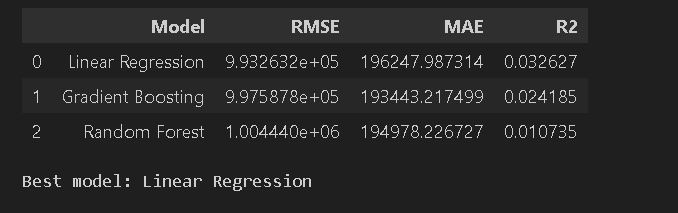 Model RMSE MAE R2
0 Linear Regression 9.932632e+05 196247.987314 0.032627
1 Gradient Boosting 9.975878e+05 193443.217499 0.024185
2 Random Forest 1.004440e+06 194978.226727 0.010735
Best model: Linear Regression